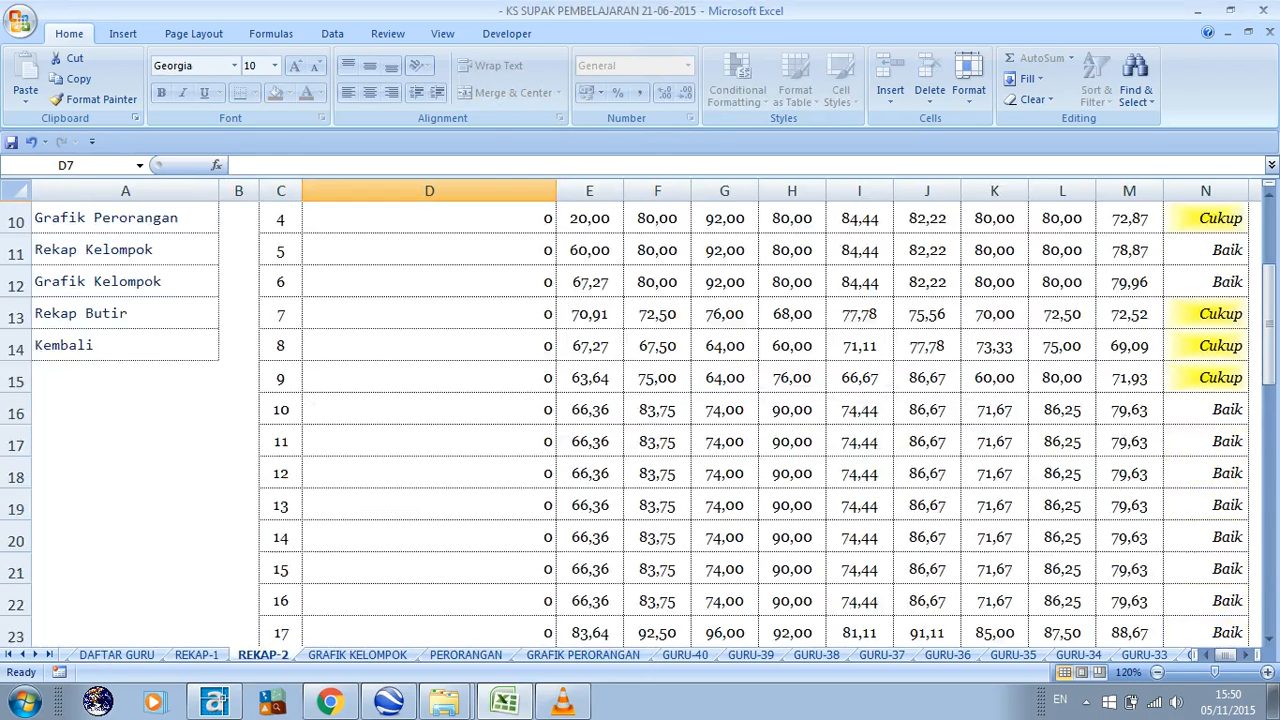 - KS SUPAK PEMBELAJARAN 21-06-2015 - Microsoft Excel
Home Insert Page Layout Formulas Data Review View Developer
Paste Cut Copy Format Painter Clipboard
Georgia 10 A A B I U A Font
Wrap Text Merge & Center Alignment
General % , Number
Conditional Formatting Format as Table Cell Styles Styles
Insert Delete Format Cells
AutoSum Fill Clear Sort & Filter Find & Select Editing
D7 fx
A B C D E F G H I J K L M N
10 Grafik Perorangan 4 0 20,00 80,00 92,00 80,00 84,44 82,22 80,00 80,00 72,87 Cukup
11 Rekap Kelompok 5 0 60,00 80,00 92,00 80,00 84,44 82,22 80,00 80,00 78,87 Baik
12 Grafik Kelompok 6 0 67,27 80,00 92,00 80,00 84,44 82,22 80,00 80,00 79,96 Baik
13 Rekap Butir 7 0 70,91 72,50 76,00 68,00 77,78 75,56 70,00 72,50 72,52 Cukup
14 Kembali 8 0 67,27 67,50 64,00 60,00 71,11 77,78 73,33 75,00 69,09 Cukup
15 9 0 63,64 75,00 64,00 76,00 66,67 86,67 60,00 80,00 71,93 Cukup
16 10 0 66,36 83,75 74,00 90,00 74,44 86,67 71,67 86,25 79,63 Baik
17 11 0 66,36 83,75 74,00 90,00 74,44 86,67 71,67 86,25 79,63 Baik
18 12 0 66,36 83,75 74,00 90,00 74,44 86,67 71,67 86,25 79,63 Baik
19 13 0 66,36 83,75 74,00 90,00 74,44 86,67 71,67 86,25 79,63 Baik
20 14 0 66,36 83,75 74,00 90,00 74,44 86,67 71,67 86,25 79,63 Baik
21 15 0 66,36 83,75 74,00 90,00 74,44 86,67 71,67 86,25 79,63 Baik
22 16 0 66,36 83,75 74,00 90,00 74,44 86,67 71,67 86,25 79,63 Baik
23 17 0 83,64 92,50 96,00 92,00 81,11 91,11 85,00 87,50 88,67 Baik
DAFTAR GURU REKAP-1 REKAP-2 GRAFIK KELOMPOK PERORANGAN GRAFIK PERORANGAN GURU-40 GURU-39 GURU-38 GURU-37 GURU-36 GURU-35 GURU-34 GURU-33
Ready 120%
EN 15:50
05/11/2015